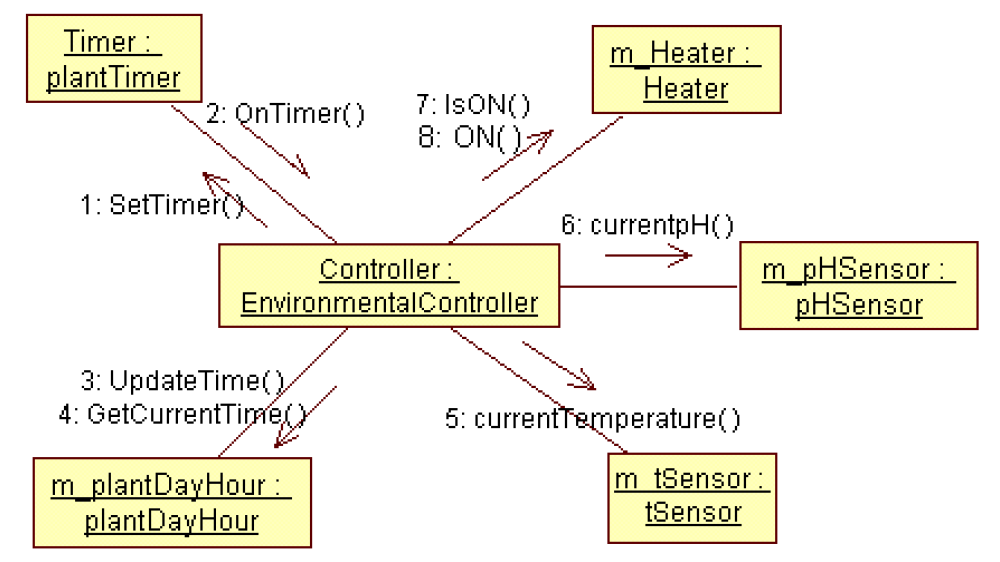 Timer :
plantTimer
m_Heater :
Heater
2: OnTimer()
7: IsON()
8: ON()
1: SetTimer()
6: currentpH()
Controller :
EnvironmentalController
m_pHSensor :
pHSensor
3: UpdateTime()
4: GetCurrentTime()
5: currentTemperature()
m_plantDayHour :
plantDayHour
m_tSensor :
tSensor